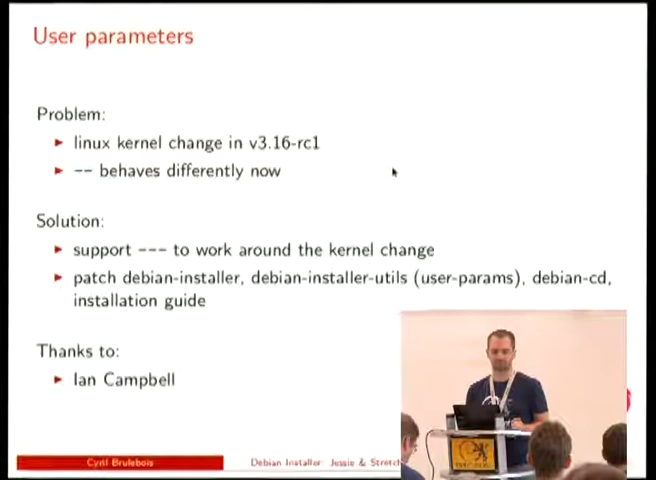 User parameters
Problem:
linux kernel change in v3.16-rc1
-- behaves differently now
Solution:
support --- to work around the kernel change
patch debian-installer, debian-installer-utils (user-params), debian-cd,
installation guide
Thanks to:
Ian Campbell
Cyril Brulebois
Debian Installer: Jessie & Stretch